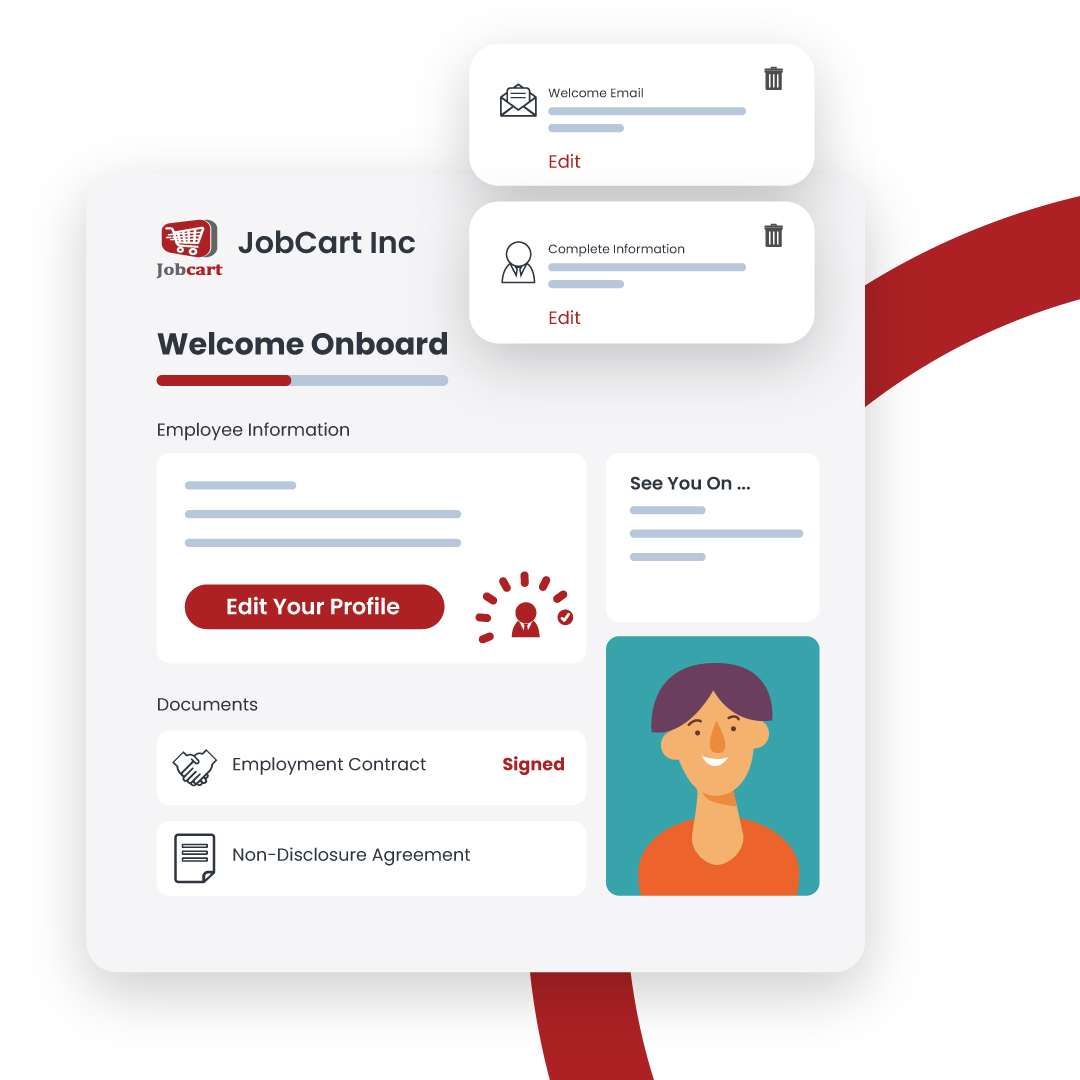 Welcome Email
Edit
Complete Information
Edit
Jobcart
JobCart Inc
Welcome Onboard
Employee Information
Edit Your Profile
See You On ...
Documents
Employment Contract
Signed
Non-Disclosure Agreement